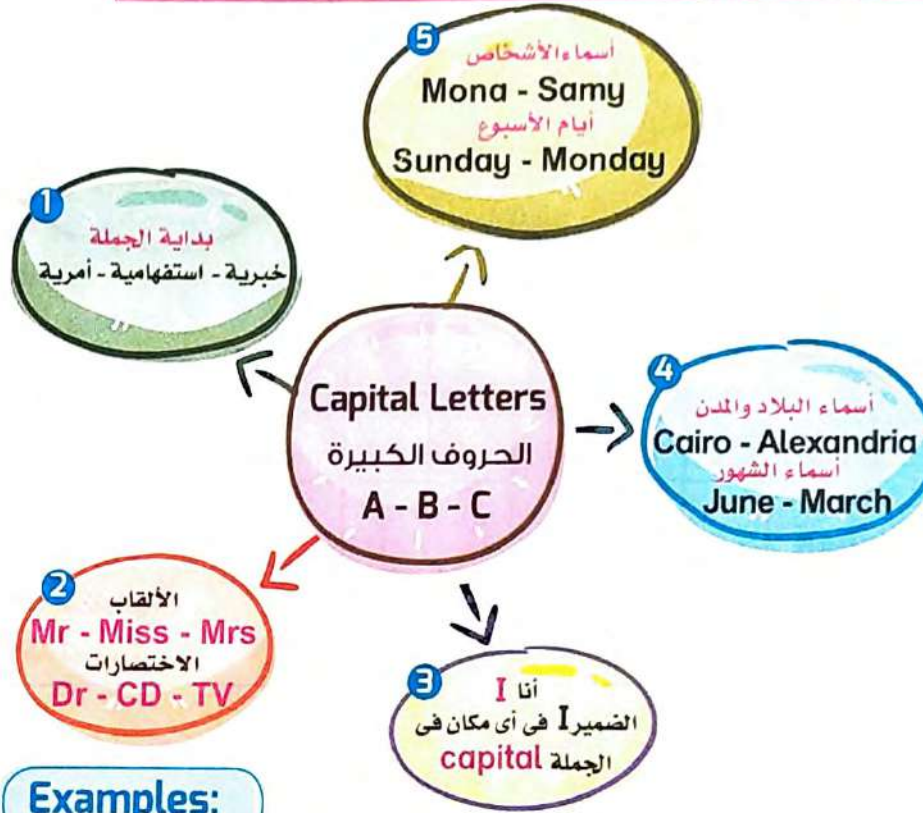 5
أسماء الأشخاص
Mona - Samy
أيام الأسبوع
Sunday - Monday
1
بداية الجملة
خبرية - استفهامية - أمرية
Capital Letters
الحروف الكبيرة
A - B - C
4
أسماء البلاد والمدن
Cairo - Alexandria
أسماء الشهور
June - March
2
الألقاب
Mr - Miss - Mrs
الاختصارات
Dr - CD - TV
3
أنا I
الضمير I فى أى مكان فى
الجملة capital
Examples: